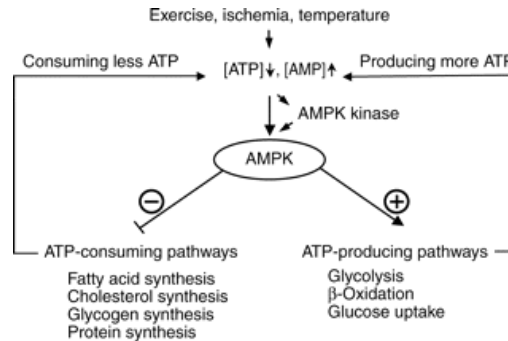 Exercise, ischemia, temperature
Consuming less ATP
Producing more ATP
[ATP]↓, [AMP]↑
AMPK kinase
AMPK
−
+
ATP-consuming pathways
ATP-producing pathways
Fatty acid synthesis
Cholesterol synthesis
Glycogen synthesis
Protein synthesis
Glycolysis
β-Oxidation
Glucose uptake